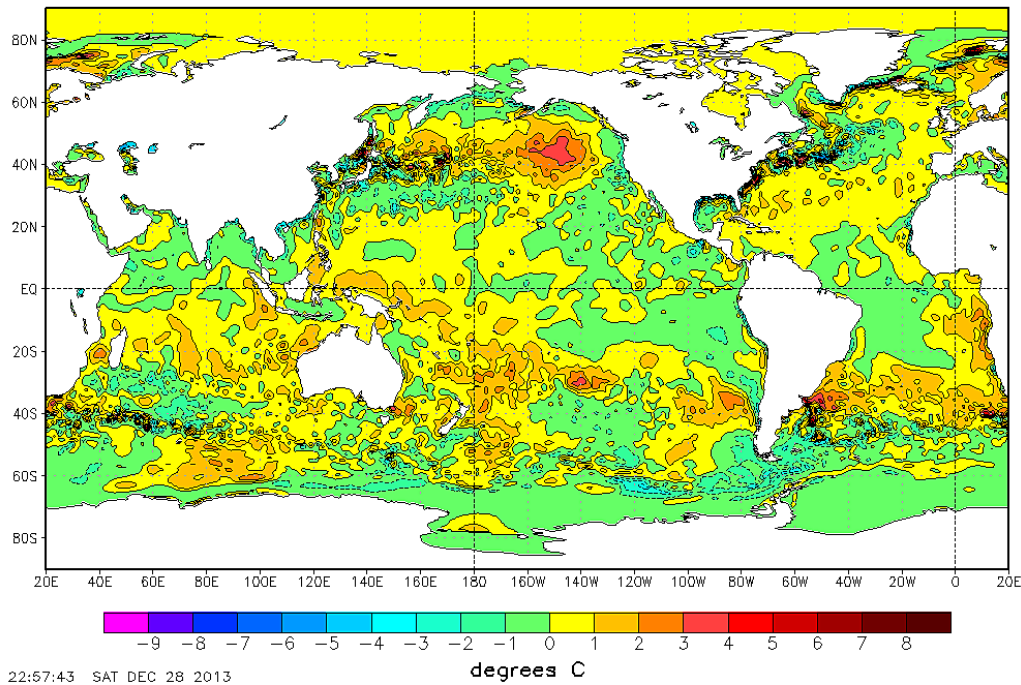 80N
60N
40N
20N
EQ
20S
40S
60S
80S
20E 40E 60E 80E 100E 120E 140E 160E 180 160W 140W 120W 100W 80W 60W 40W 20W 0 20E
-9 -8 -7 -6 -5 -4 -3 -2 -1 0 1 2 3 4 5 6 7 8
degrees C
22:57:43 SAT DEC 28 2013